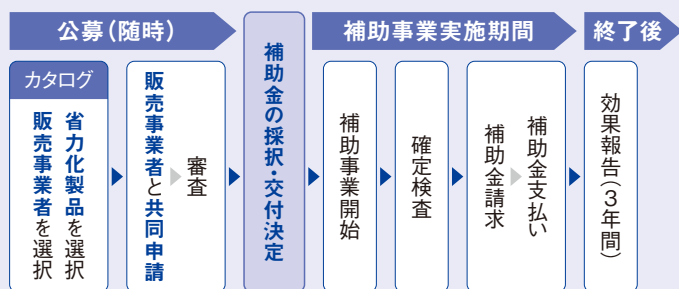 公募(随時)
補助事業実施期間
終了後
カタログ
省力化製品を選択
販売事業者を選択
販売事業者と共同申請
審査
補助金の採択・交付決定
補助事業開始
確定検査
補助金請求
補助金支払い
効果報告(3年間)